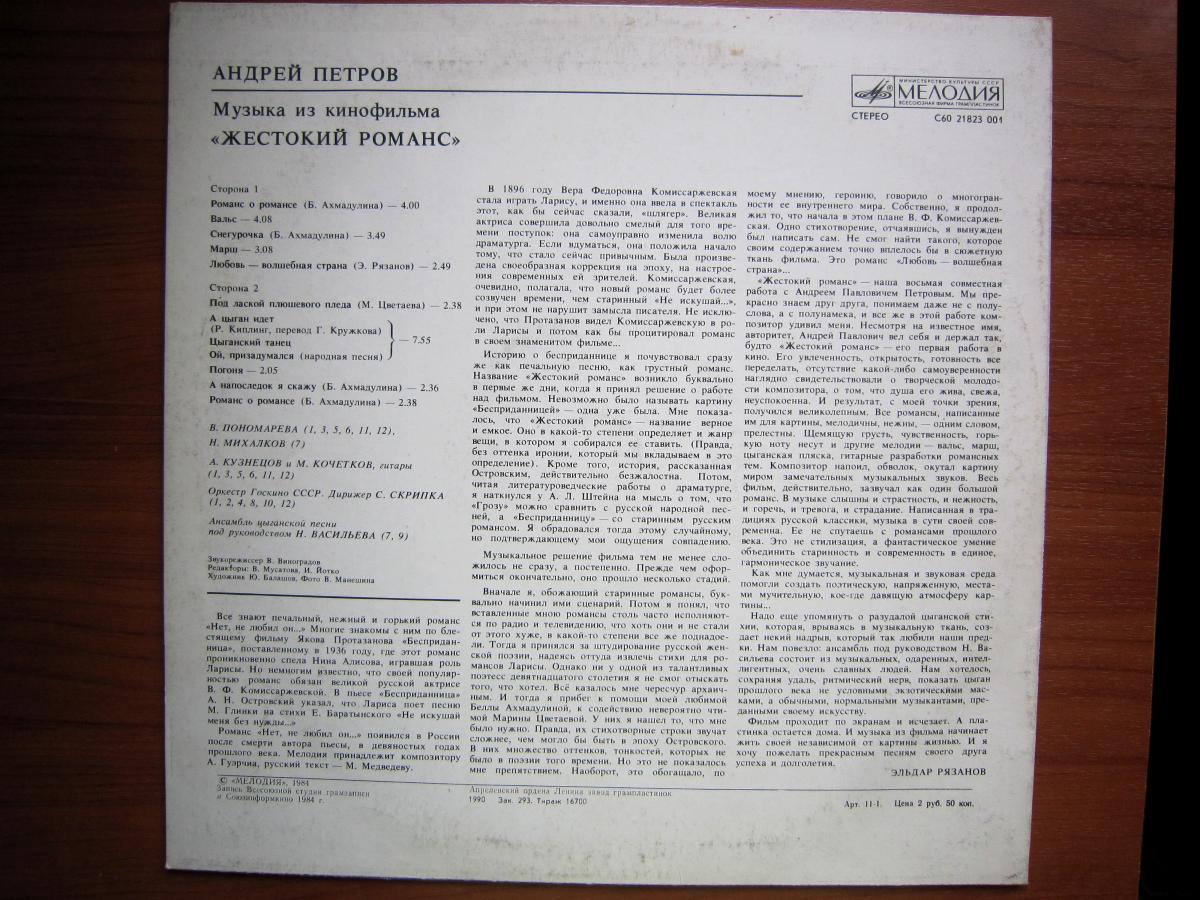 АНДРЕЙ ПЕТРОВ
Музыка из кинофильма
«ЖЕСТОКИЙ РОМАНС»
МИНИСТЕРСТВО КУЛЬТУРЫ СССР
МЕЛОДИЯ
ВСЕСОЮЗНАЯ ФИРМА ГРАМПЛАСТИНОК
СТЕРЕО
С60 21823 001
Сторона 1
Романс о романсе (Б. Ахмадулина) — 4.00
Вальс — 4.08
Снегурочка (Б. Ахмадулина) — 3.49
Марш — 3.08
Любовь — волшебная страна (Э. Рязанов) — 2.49
Сторона 2
Под лаской плюшевого пледа (М. Цветаева) — 2.38
А цыган идет
(Р. Киплинг, перевод Г. Кружкова)
Цыганский танец
— 7.55
Ой, призадумался (народная песня)
Погоня — 2.05
А напоследок я скажу (Б. Ахмадулина) — 2.36
Романс о романсе (Б. Ахмадулина) — 2.38
В. ПОНОМАРЕВА (1, 3, 5, 6, 11, 12),
Н. МИХАЛКОВ (7)
А. КУЗНЕЦОВ и М. КОЧЕТКОВ, гитары
(1, 3, 5, 6, 11, 12)
Оркестр Госкино СССР. Дирижер С. СКРИПКА
(1, 2, 4, 8, 10, 12)
Ансамбль цыганской песни
под руководством Н. ВАСИЛЬЕВА (7, 9)
Звукорежиссер В. Виноградов
Редакторы: В. Мусатова, И. Йотко
Художник Ю. Балашов. Фото В. Манешина
Все знают печальный, нежный и горький романс
«Нет, не любил он...» Многие знакомы с ним по бле-
стящему фильму Якова Протазанова «Беспридан-
ница», поставленному в 1936 году, где этот романс
проникновенно спела Нина Алисова, игравшая роль
Ларисы. Но немногим известно, что своей популяр-
ностью романс обязан великой русской актрисе
В. Ф. Комиссаржевской. В пьесе «Бесприданница»
А. Н. Островский указал, что Лариса поет песню
М. Глинки на стихи Е. Баратынского «Не искушай
меня без нужды...»
Романс «Нет, не любил он...» появился в России
после смерти автора пьесы, в девяностых годах
прошлого века. Мелодия принадлежит композитору
А. Гуэрчиа, русский текст — М. Медведеву.
В 1896 году Вера Федоровна Комиссаржевская
стала играть Ларису, и именно она ввела в спектакль
этот, как бы сейчас сказали, «шлягер». Великая
актриса совершила довольно смелый для того вре-
мени поступок: она самоуправно изменила волю
драматурга. Если вдуматься, она положила начало
тому, что стало сейчас привычным. Была произве-
дена своеобразная коррекция на эпоху, на настрое-
ния современных ей зрителей. Комиссаржевская,
очевидно, полагала, что новый романс будет более
созвучен времени, чем старинный «Не искушай...»,
и при этом не нарушит замысла писателя. Не исклю-
чено, что Протазанов видел Комиссаржевскую в ро-
ли Ларисы и потом как бы процитировал романс
в своем знаменитом фильме...
Историю о бесприданнице я почувствовал сразу
же как печальную песню, как грустный романс.
Название «Жестокий романс» возникло буквально
в первые же дни, когда я принял решение о работе
над фильмом. Невозможно было называть картину
«Бесприданницей» — одна уже была. Мне показа-
лось, что «Жестокий романс» — название верное
и емкое. Оно в какой-то степени определяет и жанр
вещи, в котором я собирался ее ставить. (Правда,
без оттенка иронии, который мы вкладываем в это
определение). Кроме того, история, рассказанная
Островским, действительно безжалостна. Потом,
читая литературоведческие работы о драматурге,
я наткнулся у А. Л. Штейна на мысль о том, что
«Грозу» можно сравнить с русской народной пес-
ней, а «Бесприданницу» — со старинным русским
романсом. Я обрадовался тогда этому случайному,
но подтверждающему мои ощущения совпадению.
Музыкальное решение фильма тем не менее сло-
жилось не сразу, а постепенно. Прежде чем офор-
миться окончательно, оно прошло несколько стадий.
Вначале я, обожающий старинные романсы, бук-
вально начинил ими сценарий. Потом я понял, что
вставленные мною романсы столь часто исполняют-
ся по радио и телевидению, что хоть они и не стали
от этого хуже, в какой-то степени все же поднадое-
ли. Тогда я принялся за штудирование русской жен-
ской поэзии, надеясь оттуда извлечь стихи для ро-
мансов Ларисы. Однако ни у одной из талантливых
поэтесс девятнадцатого столетия я не смог отыскать
того, что хотел. Всё казалось мне чересчур архаич-
ным. И тогда я прибег к помощи моей любимой
Беллы Ахмадулиной, к содействию невероятно чти-
мой Марины Цветаевой. У них я нашел то, что мне
было нужно. Правда, их стихотворные строки звучат
сложнее, чем могло бы быть в эпоху Островского.
В них множество оттенков, тонкостей, которых не
было в поэзии того времени. Но это не показалось
мне препятствием. Наоборот, это обогащало, по
моему мнению, героиню, говорило о многогран-
ности ее внутреннего мира. Собственно, я продол-
жил то, что начала в этом плане В. Ф. Комиссаржев-
ская. Одно стихотворение, отчаявшись, я вынужден
был написать сам. Не смог найти такого, которое
своим содержанием точно вплелось бы в сюжетную
ткань фильма. Это романс «Любовь — волшебная
страна»...
«Жестокий романс» — наша восьмая совместная
работа с Андреем Павловичем Петровым. Мы пре-
красно знаем друг друга, понимаем даже не с полу-
слова, а с полунамека, и все же в этой работе ком-
позитор удивил меня. Несмотря на известное имя,
авторитет, Андрей Павлович вел себя и держал так,
будто «Жестокий романс» — его первая работа в
кино. Его увлеченность, открытость, готовность все
переделать, отсутствие какой-либо самоуверенности
наглядно свидетельствовали о творческой молодо-
сти композитора, о том, что душа его жива, свежа,
неуспокоенна. И результат, с моей точки зрения,
получился великолепным. Все романсы, написанные
им для картины, мелодичны, нежны, — одним словом,
прелестны. Щемящую грусть, чувственность, горь-
кую ноту несут и другие мелодии — вальс, марш,
цыганская пляска, гитарные разработки романсных
тем. Композитор напоил, обволок, окутал картину
миром замечательных музыкальных звуков. Весь
фильм, действительно, зазвучал как один большой
романс. В музыке слышны и страстность, и нежность,
и горечь, и тревога, и страдание. Написанная в тра-
дициях русской классики, музыка в сути своей сов-
ременна. Ее не спутаешь с романсами прошлого
века. Это не стилизация, а фантастическое умение
объединить старинность и современность в единое,
гармоническое звучание.
Как мне думается, музыкальная и звуковая среда
помогли создать поэтическую, напряженную, места-
ми мучительную, кое-где давящую атмосферу кар-
тины...
Надо еще упомянуть о разудалой цыганской сти-
хии, которая, врываясь в музыкальную ткань, соз-
дает некий надрыв, который так любили наши пред-
ки. Нам повезло: ансамбль под руководством Н. Ва-
сильева состоит из музыкальных, одаренных, интел-
лигентных, очень славных людей. Нам хотелось,
сохраняя удаль, ритмический нерв, показать цыган
прошлого века не условными экзотическими мас-
ками, а обычными, нормальными музыкантами, пре-
данными своему искусству.
Фильм проходит по экранам и исчезает. А пла-
стинка остается дома. И музыка из фильма начинает
жить своей независимой от картины жизнью. И я
хочу пожелать прекрасным песням своего друга
успеха и долголетия.
ЭЛЬДАР РЯЗАНОВ
© «МЕЛОДИЯ», 1984
Запись Всесоюзной студии грамзаписи
и Союзинформкино 1984 г.
Апрелевский ордена Ленина завод грампластинок
1990 Зак. 293. Тираж 16700
Арт. 11-1. Цена 2 руб. 50 коп.